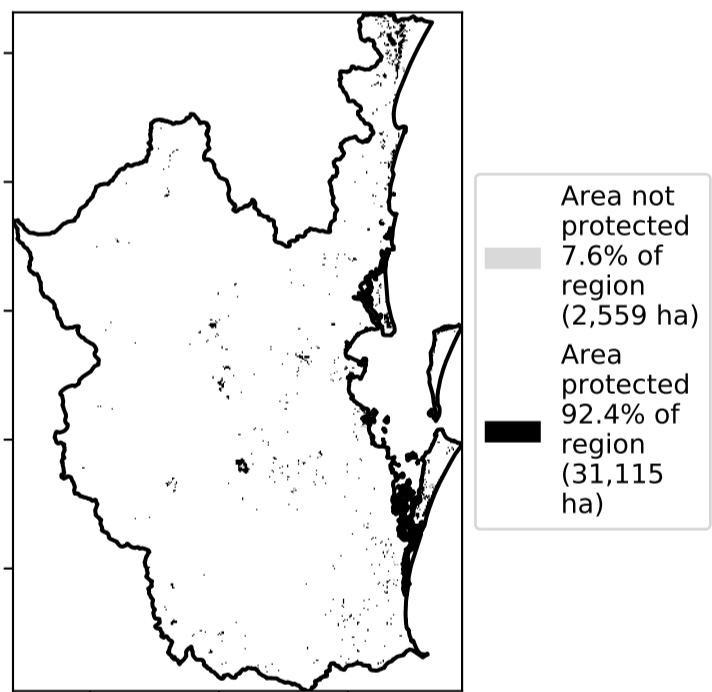 Area not
protected
7.6% of
region
(2,559 ha)
Area
protected
92.4% of
region
(31,115
ha)